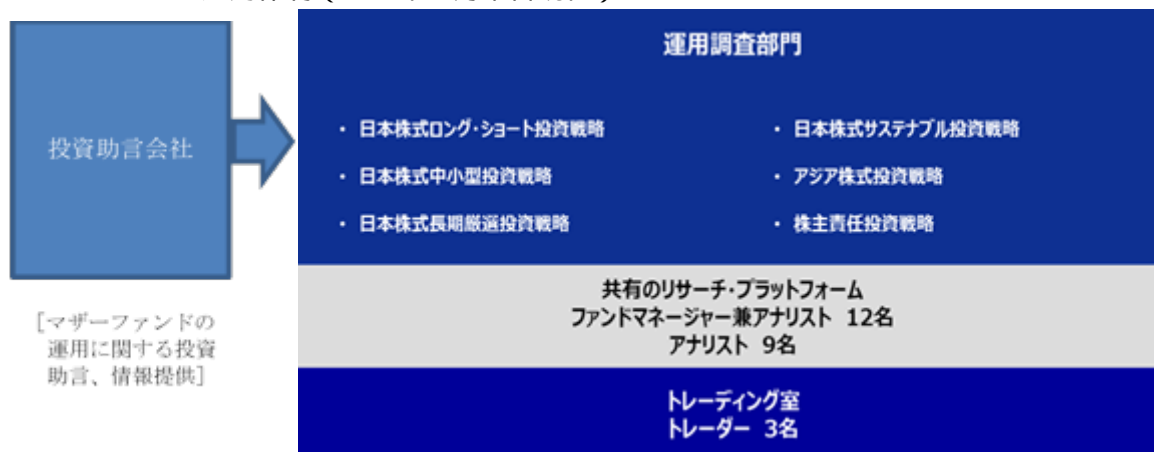 投資助言会社
[マザーファンドの
運用に関する投資
助言、情報提供]
運用調査部門
・ 日本株式ロング・ショート投資戦略
・ 日本株式サステナブル投資戦略
・ 日本株式中小型投資戦略
・ アジア株式投資戦略
・ 日本株式長期厳選投資戦略
・ 株主責任投資戦略
共有のリサーチ・プラットフォーム
ファンドマネージャー兼アナリスト 12名
アナリスト 9名
トレーディング室
トレーダー 3名